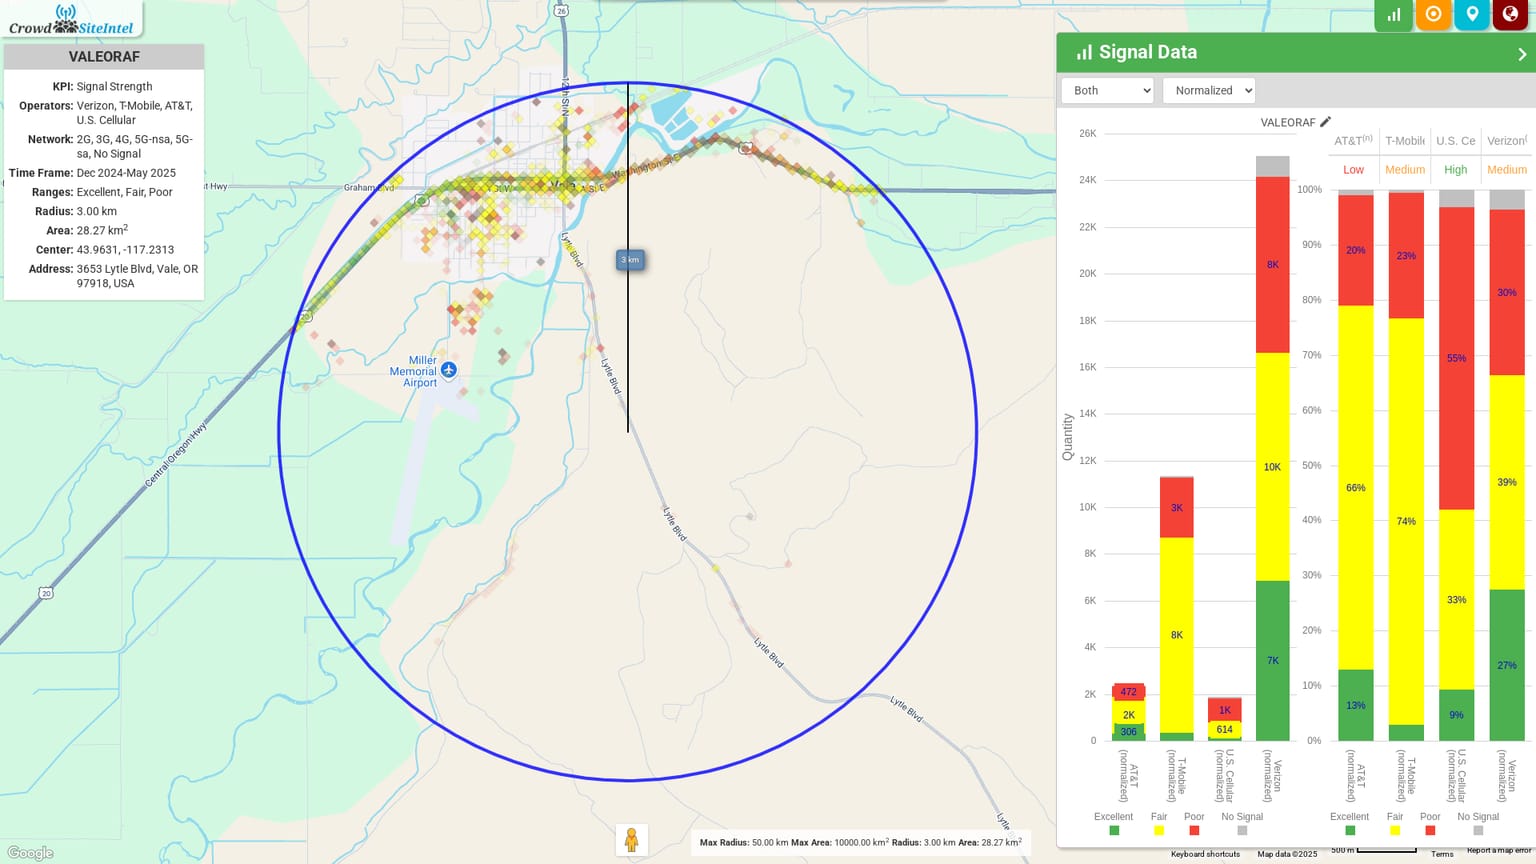 CrowdSiteIntel
VALEORAF
KPI: Signal Strength
Operators: Verizon, T-Mobile, AT&T,
U.S. Cellular
Network: 2G, 3G, 4G, 5G-nsa, 5G-
sa, No Signal
Time Frame: Dec 2024-May 2025
Ranges: Excellent, Fair, Poor
Radius: 3.00 km
Area: 28.27 km²
Center: 43.9631, -117.2313
Address: 3653 Lytle Blvd, Vale, OR
97918, USA
26
12th St N
Graham Blvd
st Hwy
Vale
Washington St E
20
Lytle Blvd
3 km
20
Miller
Memorial
Airport
Lytle Blvd
Central Oregon Hwy
Lytle Blvd
20
Lytle Blvd
Lytle Blvd
Lytle
Google
Max Radius: 50.00 km Max Area: 10000.00 km² Radius: 3.00 km Area: 28.27 km²
Signal Data
Both
Normalized
VALEORAF
Quantity
26K
24K
22K
20K
18K
16K
14K
12K
10K
8K
6K
4K
2K
0
472
2K
306
3K
8K
1K
614
8K
10K
7K
AT&T
(normalized)
T-Mobile
(normalized)
U.S. Cellular
(normalized)
Verizon
(normalized)
Excellent Fair Poor No Signal
AT&T(n) T-Mobile U.S. Ce Verizon(
Low Medium High Medium
100%
90%
80%
70%
60%
50%
40%
30%
20%
10%
0%
20%
66%
13%
23%
74%
55%
33%
9%
30%
39%
27%
AT&T
(normalized)
T-Mobile
(normalized)
U.S. Cellular
(normalized)
Verizon
(normalized)
Excellent Fair Poor No Signal
Keyboard shortcuts Map data ©2025 500 m Terms Report a map error